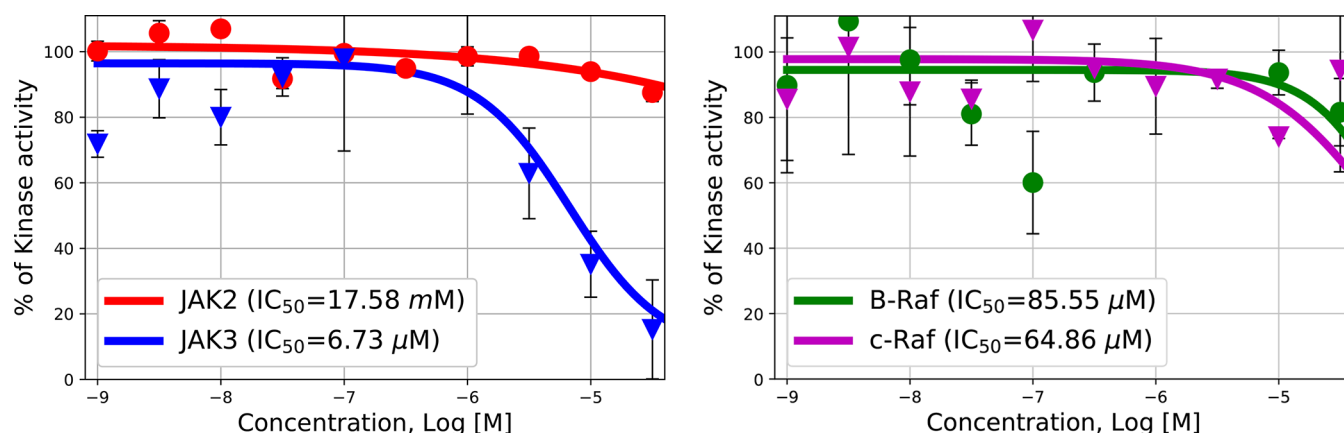 % of Kinase activity
100
80
60
40
20
0
JAK2 (IC50=17.58 mM)
JAK3 (IC50=6.73 μM)
−9
−8
−7
−6
−5
Concentration, Log [M]
% of Kinase activity
100
80
60
40
20
0
B-Raf (IC50=85.55 μM)
c-Raf (IC50=64.86 μM)
−9
−8
−7
−6
−5
Concentration, Log [M]